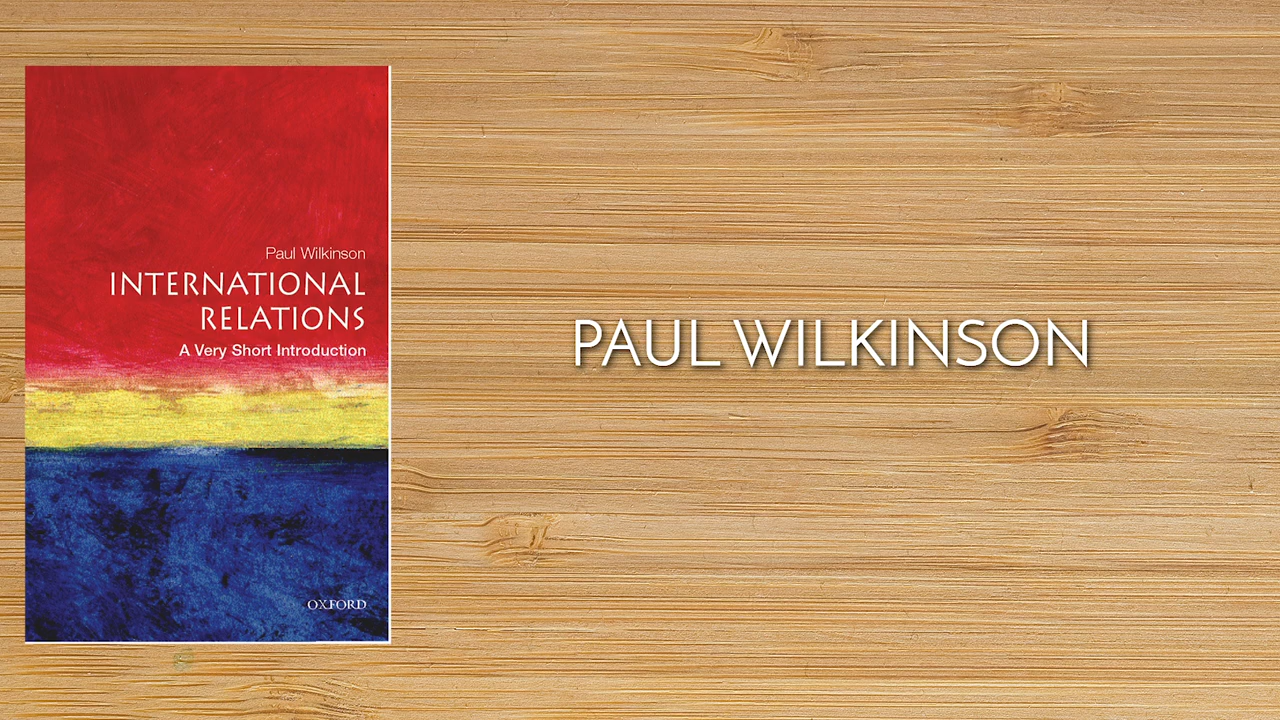 Paul Wilkinson
INTERNATIONAL
RELATIONS
A Very Short Introduction
OXFORD
PAUL WILKINSON